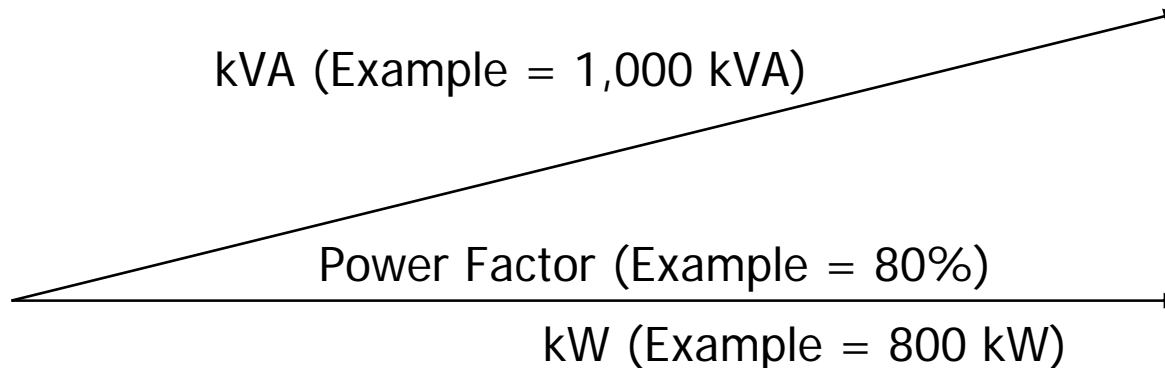 kVA (Example = 1,000 kVA)
Power Factor (Example = 80%)
kW (Example = 800 kW)